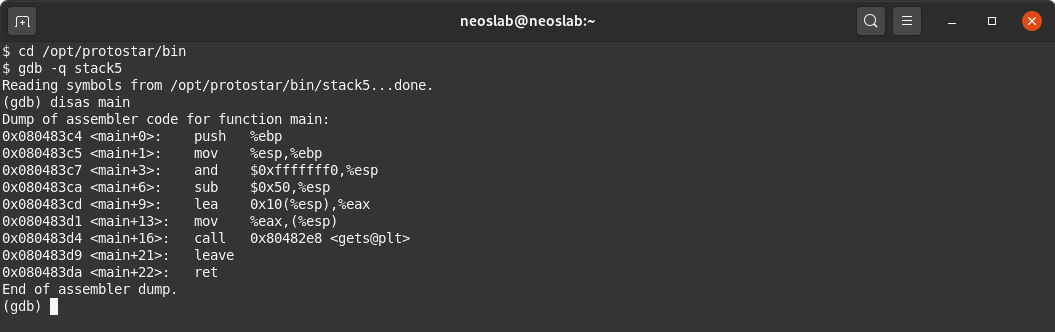 neoslab@neoslab:~
$ cd /opt/protostar/bin
$ gdb -q stack5
Reading symbols from /opt/protostar/bin/stack5...done.
(gdb) disas main
Dump of assembler code for function main:
0x080483c4 <main+0>:    push   %ebp
0x080483c5 <main+1>:    mov    %esp,%ebp
0x080483c7 <main+3>:    and    $0xfffffff0,%esp
0x080483ca <main+6>:    sub    $0x50,%esp
0x080483cd <main+9>:    lea    0x10(%esp),%eax
0x080483d1 <main+13>:   mov    %eax,(%esp)
0x080483d4 <main+16>:   call   0x80482e8 <gets@plt>
0x080483d9 <main+21>:   leave
0x080483da <main+22>:   ret
End of assembler dump.
(gdb)